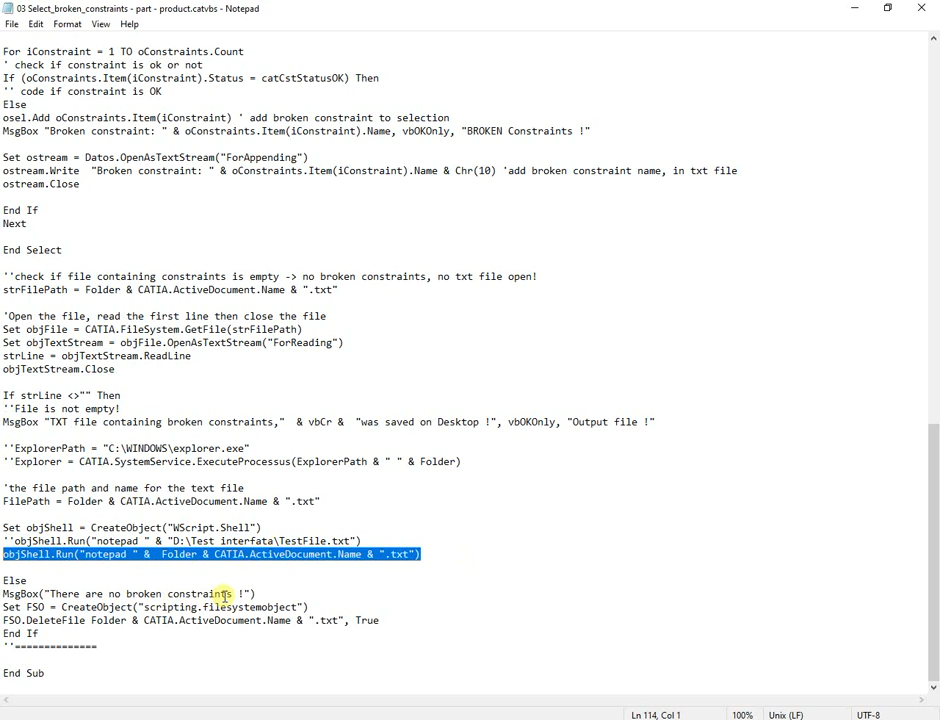 03 Select_broken_constraints - part - product.catvbs - Notepad
File Edit Format View Help
For iConstraint = 1 TO oConstraints.Count
' check if constraint is ok or not
If (oConstraints.Item(iConstraint).Status = catCstStatusOK) Then
'' code if constraint is OK
Else
osel.Add oConstraints.Item(iConstraint) ' add broken constraint to selection
MsgBox "Broken constraint: " & oConstraints.Item(iConstraint).Name, vbOKOnly, "BROKEN Constraints !"
Set ostream = Datos.OpenAsTextStream("ForAppending")
ostream.Write  "Broken constraint: " & oConstraints.Item(iConstraint).Name & Chr(10) 'add broken constraint name, in txt file
ostream.Close
End If
Next
End Select
''check if file containing constraints is empty -> no broken constraints, no txt file open!
strFilePath = Folder & CATIA.ActiveDocument.Name & ".txt"
'Open the file, read the first line then close the file
Set objFile = CATIA.FileSystem.GetFile(strFilePath)
Set objTextStream = objFile.OpenAsTextStream("ForReading")
strLine = objTextStream.ReadLine
objTextStream.Close
If strLine <>"" Then
''File is not empty!
MsgBox "TXT file containing broken constraints,"  & vbCr &  "was saved on Desktop !", vbOKOnly, "Output file !"
''ExplorerPath = "C:\WINDOWS\explorer.exe"
''Explorer = CATIA.SystemService.ExecuteProcessus(ExplorerPath & " " & Folder)
'the file path and name for the text file
FilePath = Folder & CATIA.ActiveDocument.Name & ".txt"
Set objShell = CreateObject("WScript.Shell")
''objShell.Run("notepad " & "D:\Test interfata\TestFile.txt")
objShell.Run("notepad " &  Folder & CATIA.ActiveDocument.Name & ".txt")
Else
MsgBox("There are no broken constraints !")
Set FSO = CreateObject("scripting.filesystemobject")
FSO.DeleteFile Folder & CATIA.ActiveDocument.Name & ".txt", True
End If
''==============
End Sub
Ln 114, Col 1 100% Unix (LF) UTF-8